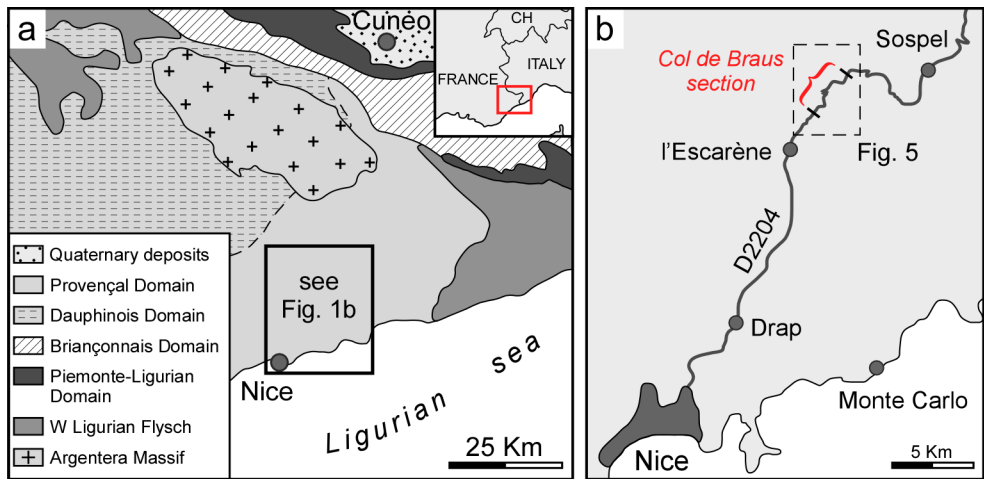 a
Cunéo
CH
ITALY
FRANCE
Quaternary deposits
Provençal Domain
Dauphinois Domain
Briançonnais Domain
Piemonte-Ligurian
Domain
W Ligurian Flysch
Argentera Massif
see
Fig. 1b
Nice
Ligurian sea
25 Km
b
Sospel
Col de Braus
section
l'Escarène
Fig. 5
D2204
Drap
Monte Carlo
Nice
5 Km